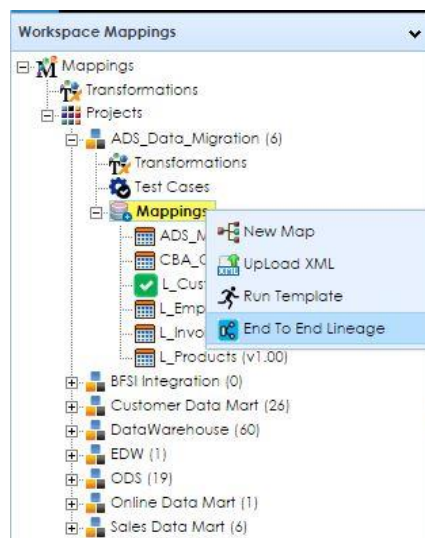 Workspace Mappings
Mappings
Transformations
Projects
ADS_Data_Migration (6)
Transformations
Test Cases
Mappings
ADS_M
New Map
CBA_C
UpLoad XML
L_Cus
Run Template
L_Emp
End To End Lineage
L_Invoi
L_Products (v1.00)
BFSI Integration (0)
Customer Data Mart (26)
DataWarehouse (60)
EDW (1)
ODS (19)
Online Data Mart (1)
Sales Data Mart (6)